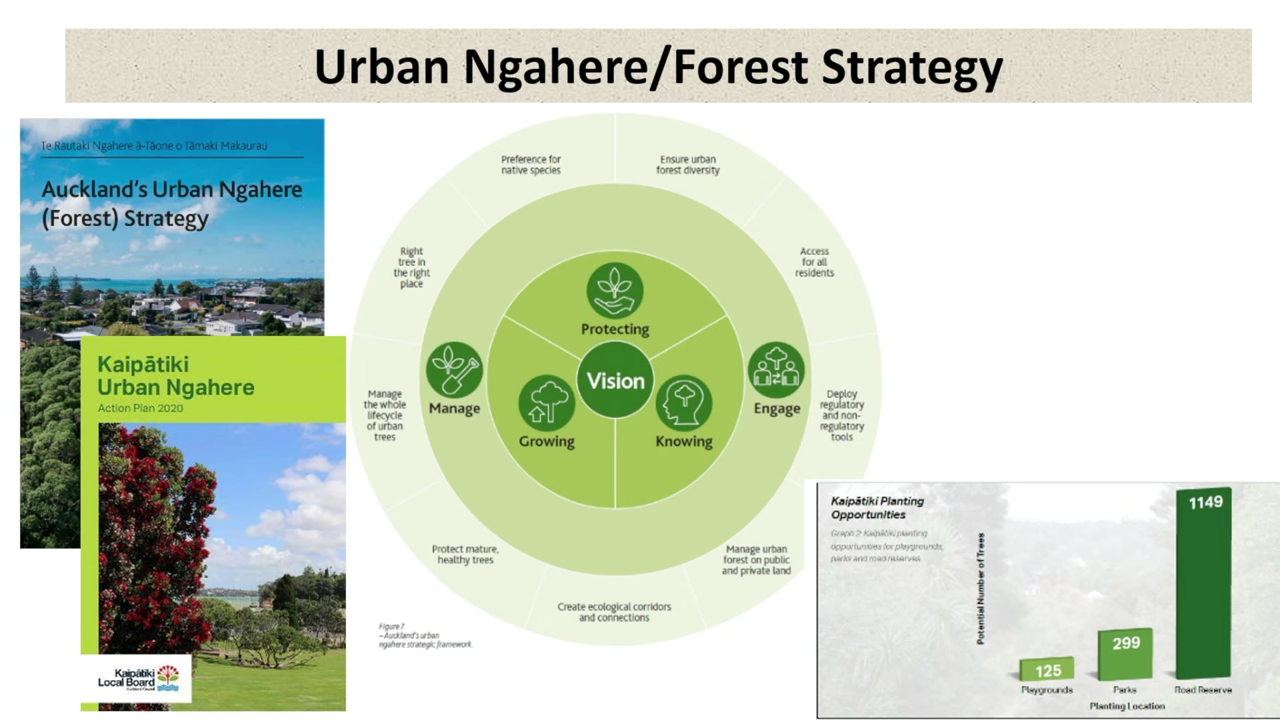 Urban Ngahere/Forest Strategy
Te Rautaki Ngahere ā-Tāone o Tāmaki Makaurau
Auckland's Urban Ngahere
(Forest) Strategy
Kaipātiki
Urban Ngahere
Action Plan 2020
Kaipātiki
Local Board
Auckland Council
Preference for
native species
Ensure urban
forest diversity
Right
tree in
the right
place
Access
for all
residents
Protecting
Vision
Manage
Growing
Knowing
Engage
Manage
the whole
lifecycle
of urban
trees
Deploy
regulatory
and non-
regulatory
tools
Protect mature,
healthy trees
Manage urban
forest on public
and private land
Create ecological corridors
and connections
Figure 7
– Auckland's urban
ngahere strategic framework.
Kaipātiki Planting
Opportunities
Graph 2: Kaipātiki planting
opportunities for playgrounds,
parks and road reserves.
Potential Number of Trees
125
299
1149
Playgrounds
Parks
Road Reserve
Planting Location